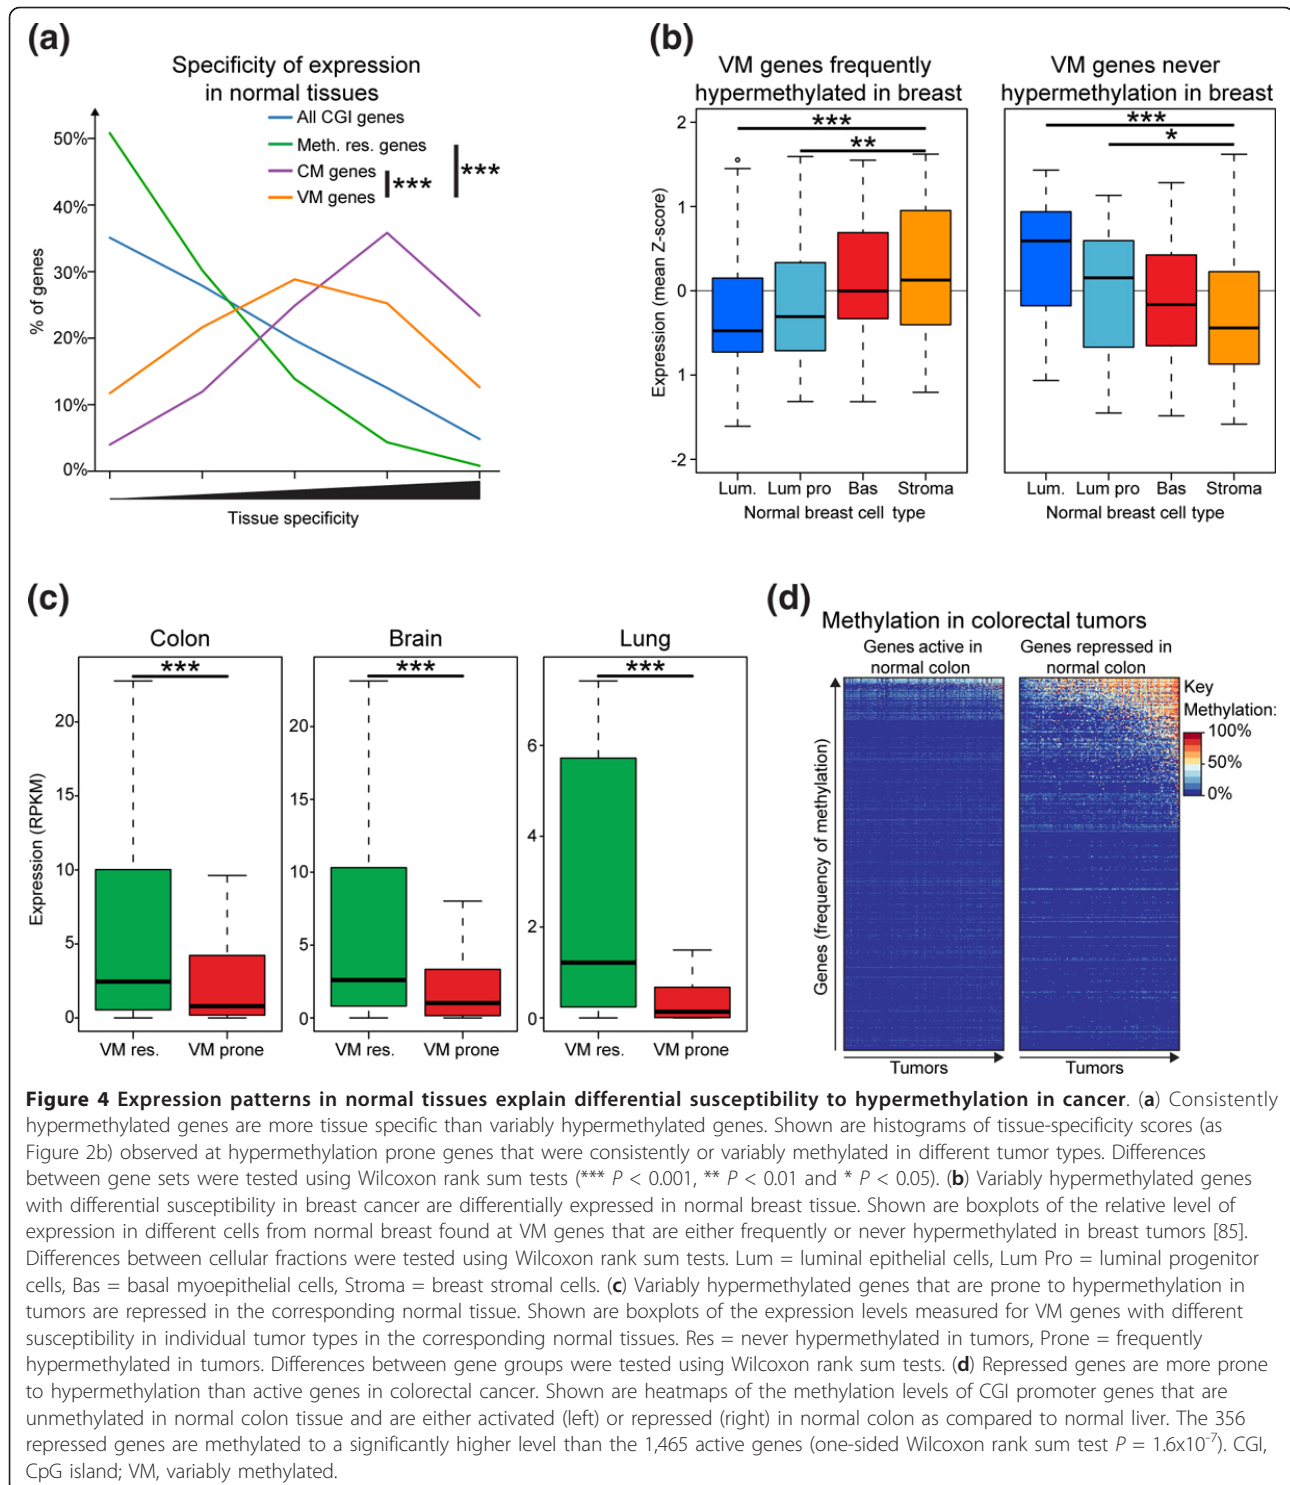 (a)
Specificity of expression
in normal tissues
All CGI genes
Meth. res. genes
CM genes
VM genes
***
***
50%
40%
30%
20%
10%
0%
% of genes
Tissue specificity
(b)
VM genes frequently
hypermethylated in breast
VM genes never
hypermethylation in breast
***
**
***
*
2
1
0
1
-2
Expression (mean Z-score)
Lum. Lum pro Bas Stroma
Normal breast cell type
Lum. Lum pro Bas Stroma
Normal breast cell type
(c)
Colon
Brain
Lung
***
***
***
20
15
10
5
0
Expression (RPKM)
VM res. VM prone
20
15
10
5
0
VM res. VM prone
6
4
2
0
VM res. VM prone
(d)
Methylation in colorectal tumors
Genes active in
normal colon
Genes repressed in
normal colon
Key
Methylation:
100%
50%
0%
Genes (frequency of methylation)
Tumors
Tumors
Figure 4 Expression patterns in normal tissues explain differential susceptibility to hypermethylation in cancer. (a) Consistently
hypermethylated genes are more tissue specific than variably hypermethylated genes. Shown are histograms of tissue-specificity scores (as
Figure 2b) observed at hypermethylation prone genes that were consistently or variably methylated in different tumor types. Differences
between gene sets were tested using Wilcoxon rank sum tests (*** P < 0.001, ** P < 0.01 and * P < 0.05). (b) Variably hypermethylated genes
with differential susceptibility in breast cancer are differentially expressed in normal breast tissue. Shown are boxplots of the relative level of
expression in different cells from normal breast found at VM genes that are either frequently or never hypermethylated in breast tumors [85].
Differences between cellular fractions were tested using Wilcoxon rank sum tests. Lum = luminal epithelial cells, Lum Pro = luminal progenitor
cells, Bas = basal myoepithelial cells, Stroma = breast stromal cells. (c) Variably hypermethylated genes that are prone to hypermethylation in
tumors are repressed in the corresponding normal tissue. Shown are boxplots of the expression levels measured for VM genes with different
susceptibility in individual tumor types in the corresponding normal tissues. Res = never hypermethylated in tumors, Prone = frequently
hypermethylated in tumors. Differences between gene groups were tested using Wilcoxon rank sum tests. (d) Repressed genes are more prone
to hypermethylation than active genes in colorectal cancer. Shown are heatmaps of the methylation levels of CGI promoter genes that are
unmethylated in normal colon tissue and are either activated (left) or repressed (right) in normal colon as compared to normal liver. The 356
repressed genes are methylated to a significantly higher level than the 1,465 active genes (one-sided Wilcoxon rank sum test P = 1.6x10⁻⁷). CGI,
CpG island; VM, variably methylated.